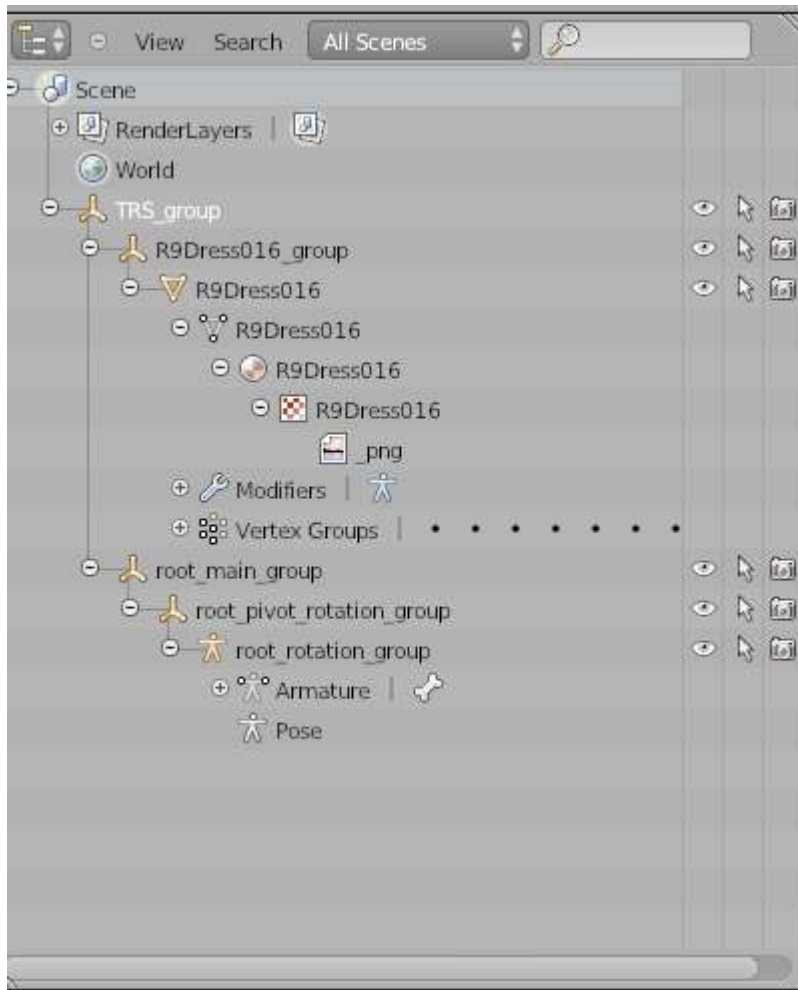 View Search All Scenes
Scene
RenderLayers
World
TRS_group
R9Dress016_group
R9Dress016
R9Dress016
R9Dress016
R9Dress016
_png
Modifiers
Vertex Groups
root_main_group
root_pivot_rotation_group
root_rotation_group
Armature
Pose